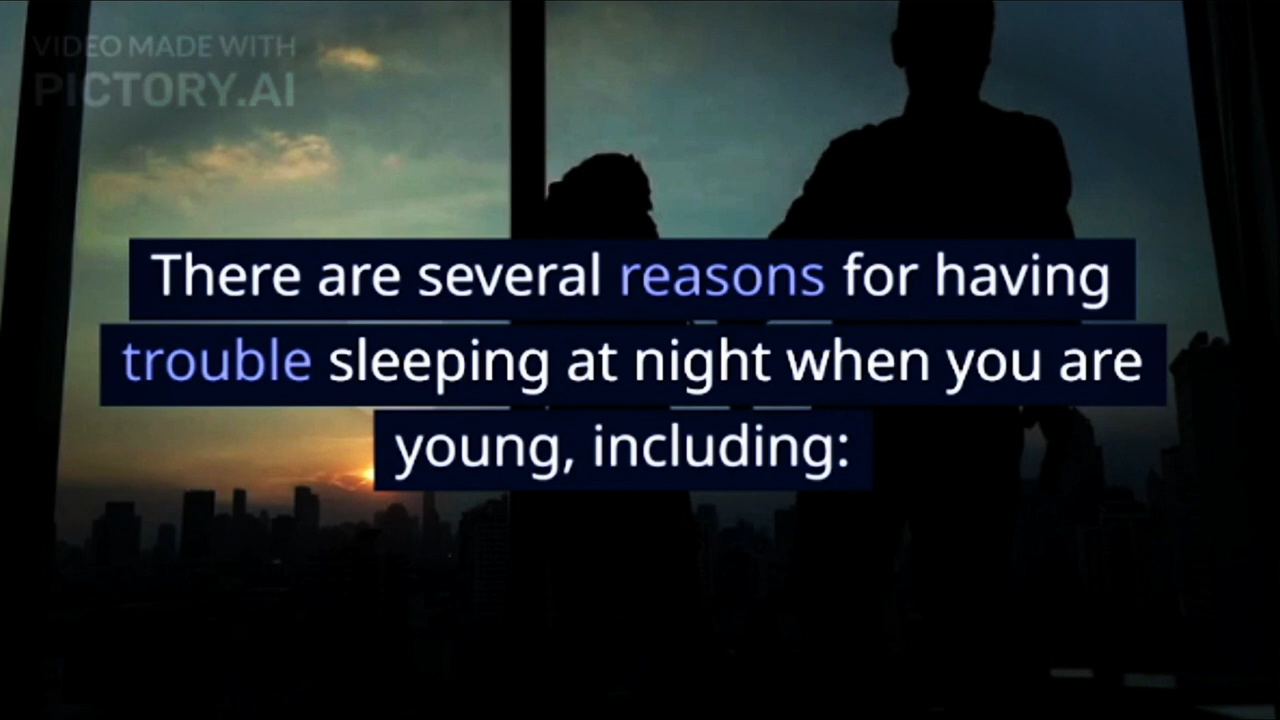 VIDEO MADE WITH
PICTORY.AI
There are several reasons for having
trouble sleeping at night when you are
young, including: